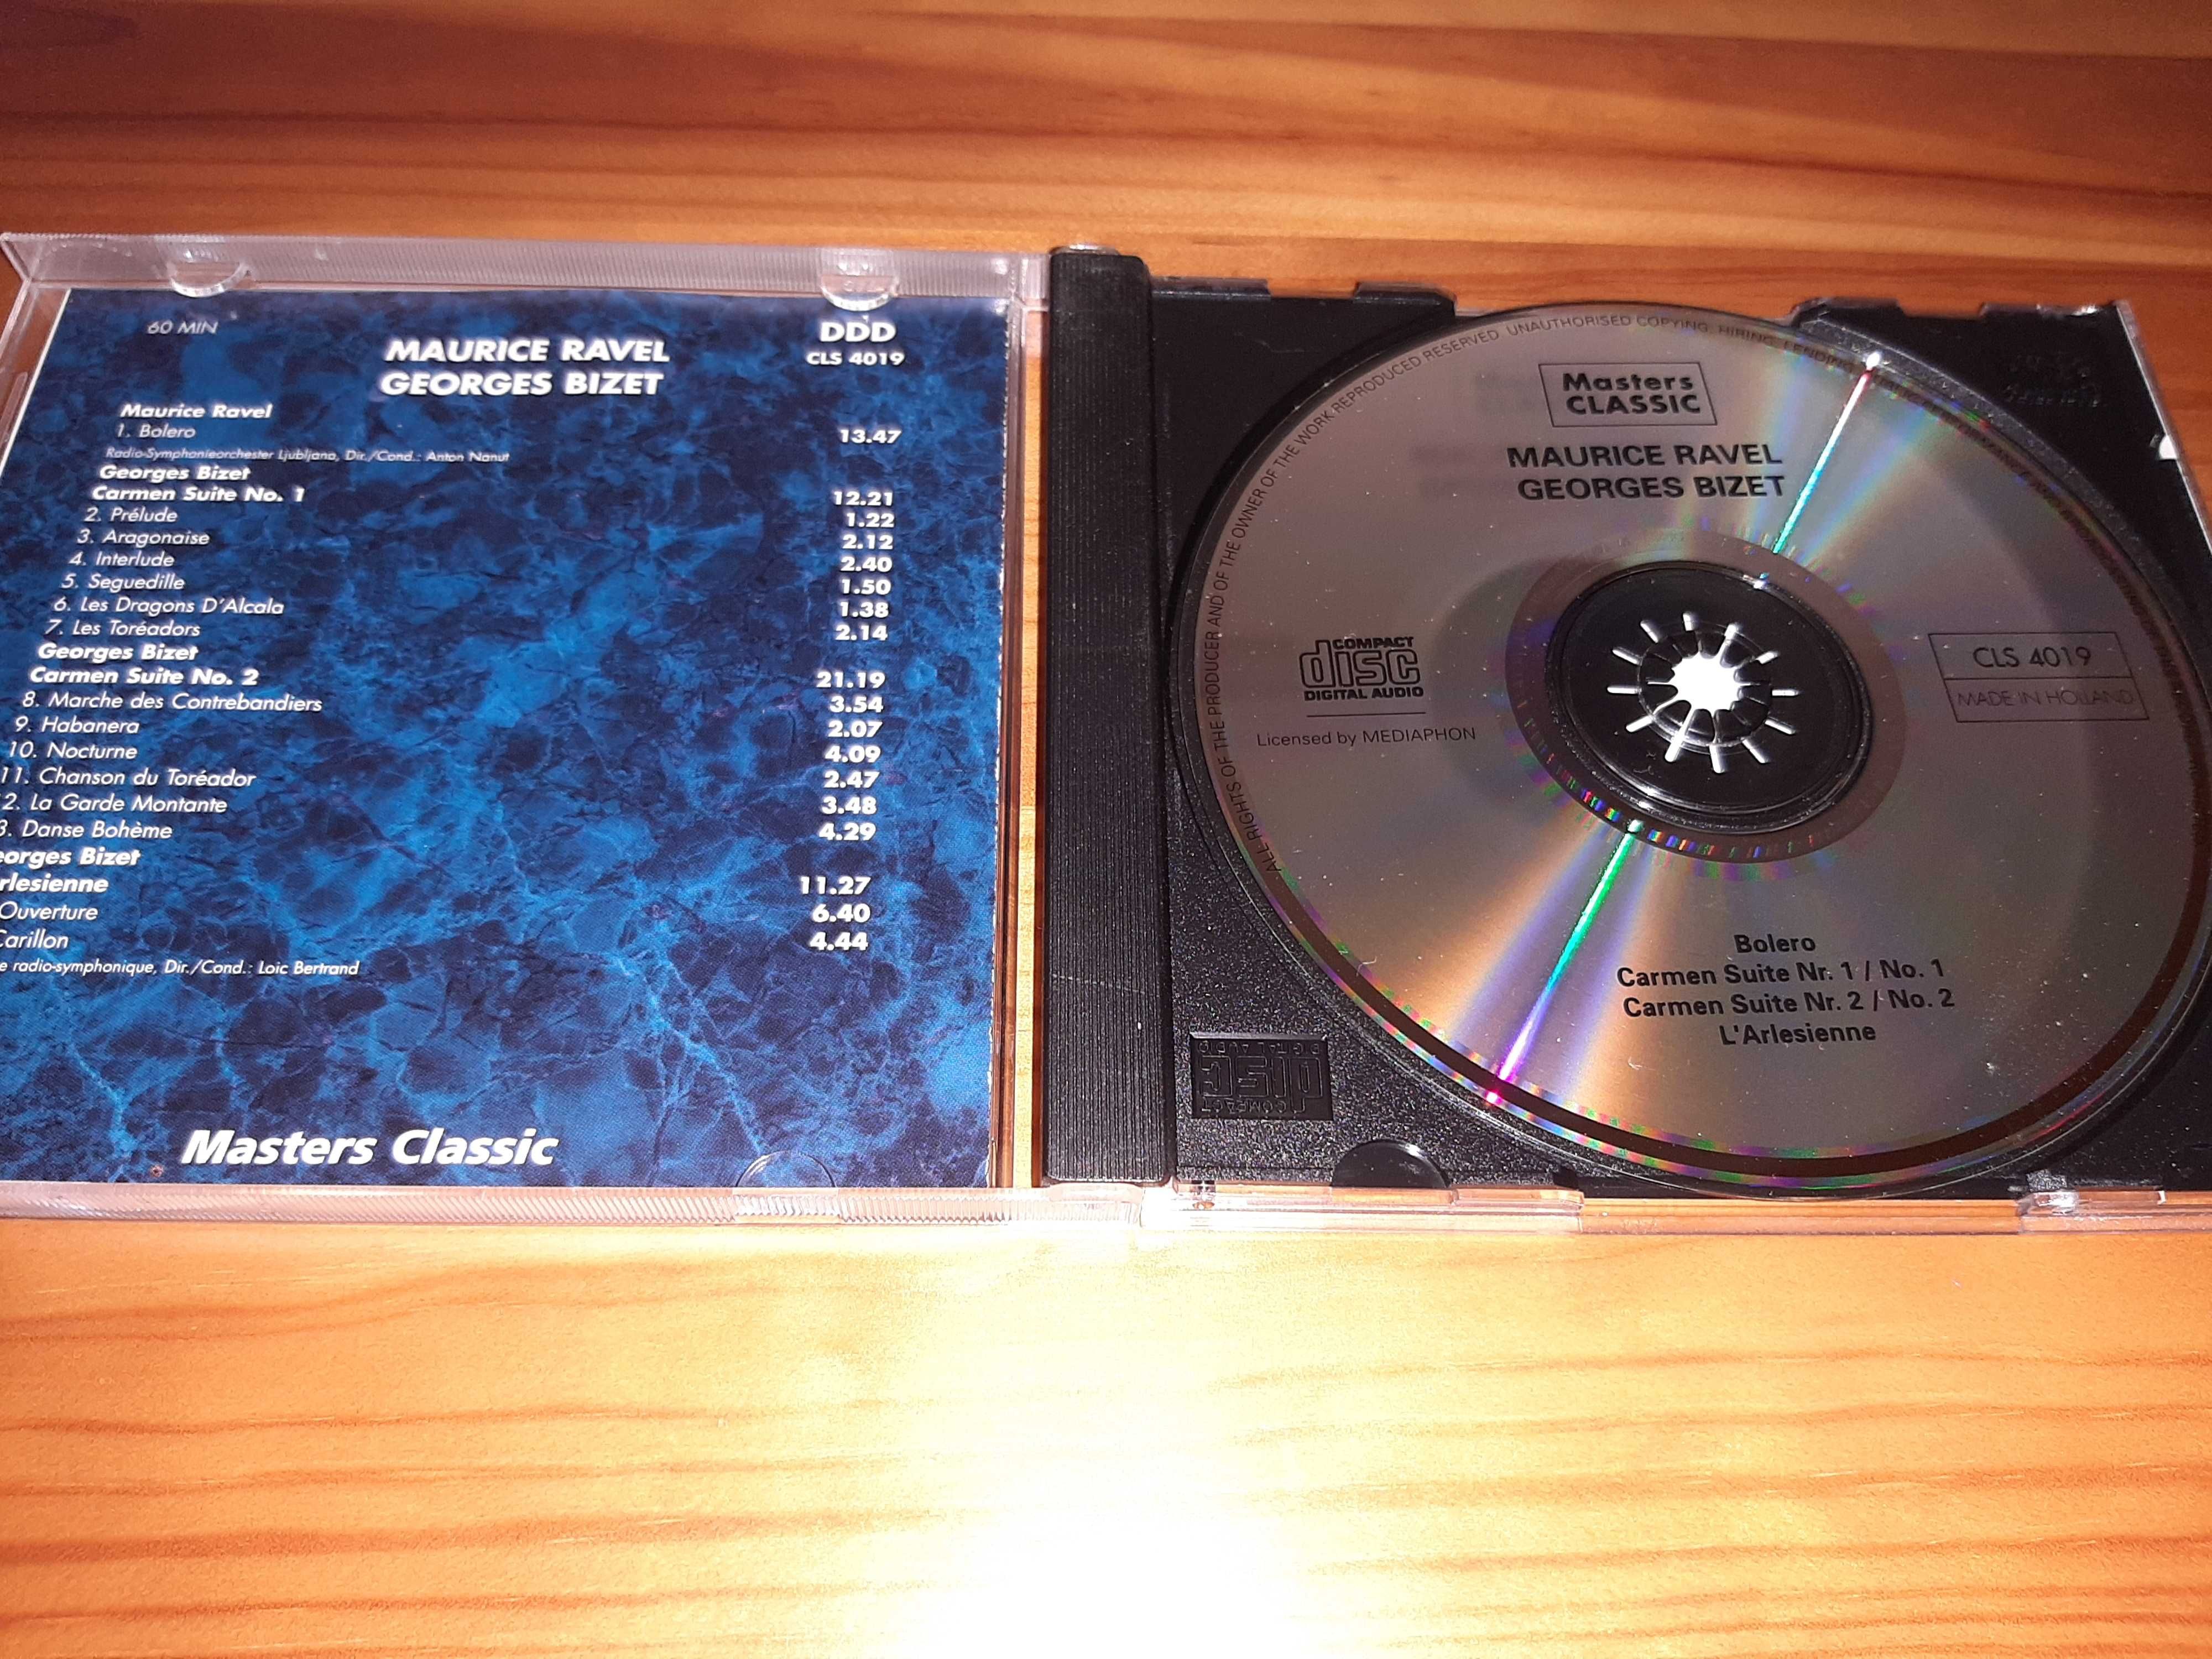 60 MIN
DDD
CLS 4019
MAURICE RAVEL
GEORGES BIZET
Maurice Ravel
1. Bolero 13.47
Radio-Symphonieorchester Ljubljana, Dir./Cond.: Anton Nanut
Georges Bizet
Carmen Suite No. 1 12.21
2. Prélude 1.22
3. Aragonaise 2.12
4. Interlude 2.40
5. Seguedille 1.50
6. Les Dragons D'Alcala 1.38
7. Les Toréadors 2.14
Georges Bizet
Carmen Suite No. 2 21.19
8. Marche des Contrebandiers 3.54
9. Habanera 2.07
10. Nocturne 4.09
11. Chanson du Toréador 2.47
2. La Garde Montante 3.48
3. Danse Bohème 4.29
eorges Bizet
rlesienne 11.27
Ouverture 6.40
Carillon 4.44
e radio-symphonique, Dir./Cond.: Loic Bertrand
Masters Classic
ALL RIGHTS OF THE PRODUCER AND OF THE OWNER OF THE WORK REPRODUCED RESERVED UNAUTHORISED COPYING, HIRING, LENDING
Masters
CLASSIC
MAURICE RAVEL
GEORGES BIZET
COMPACT
disc
DIGITAL AUDIO
Licensed by MEDIAPHON
CLS 4019
MADE IN HOLLAND
Bolero
Carmen Suite Nr. 1 / No. 1
Carmen Suite Nr. 2 / No. 2
L'Arlesienne
COMPACT
disc
DIGITAL AUDIO